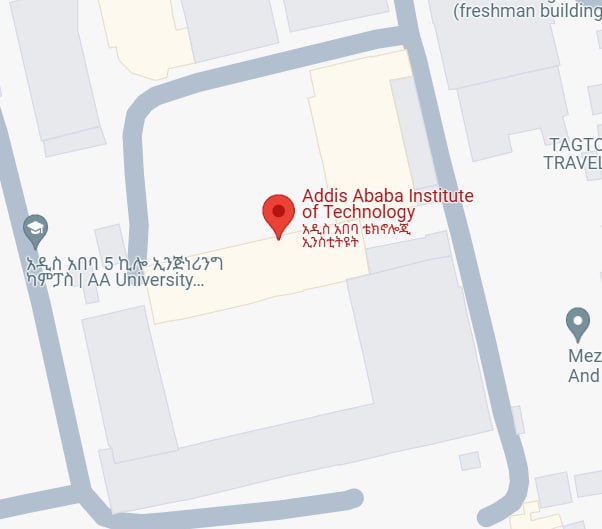 (freshman building
TAGTO
TRAVEL
Addis Ababa Institute
of Technology
አዲስ አበባ ቴክኖሎጂ
ኢንስቲትዩት
አዲስ አበባ 5 ኪሎ ኢንጅነሪንግ
ካምፓስ | AA University...
Mez
And